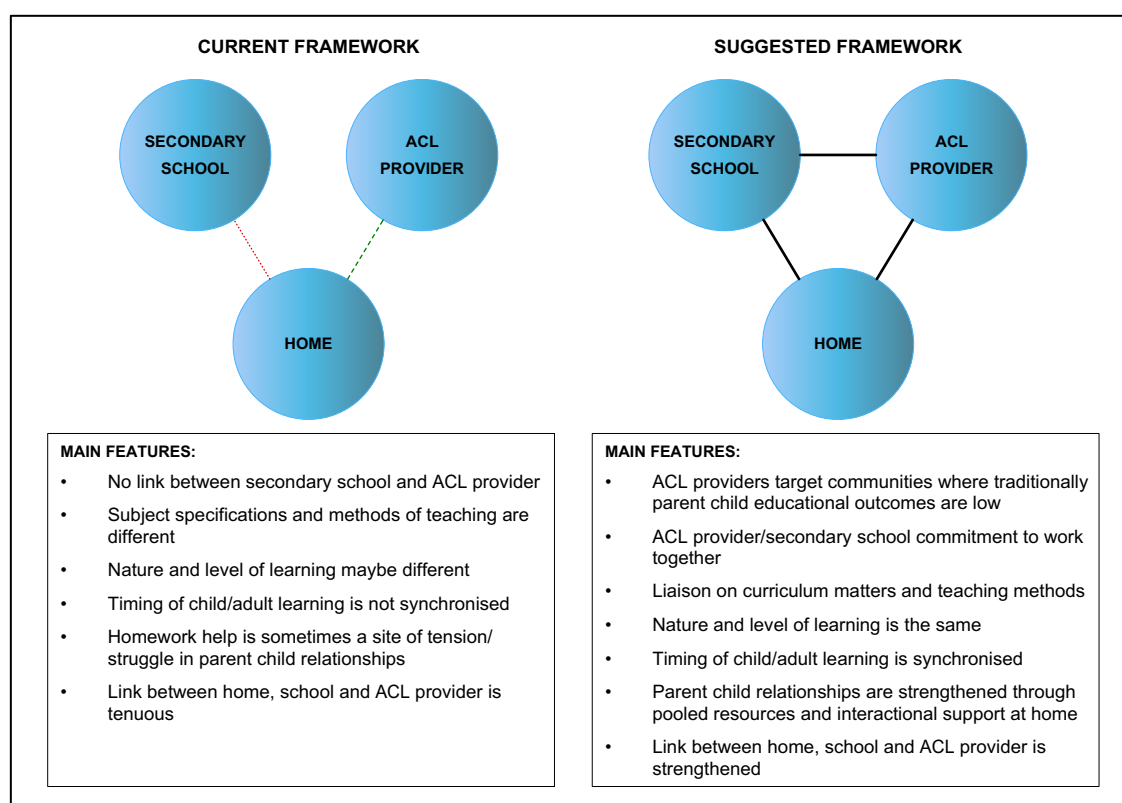 CURRENT FRAMEWORK
SECONDARY
SCHOOL
ACL
PROVIDER
HOME
MAIN FEATURES:
• No link between secondary school and ACL provider
• Subject specifications and methods of teaching are
different
• Nature and level of learning maybe different
• Timing of child/adult learning is not synchronised
• Homework help is sometimes a site of tension/
struggle in parent child relationships
• Link between home, school and ACL provider is
tenuous
SUGGESTED FRAMEWORK
SECONDARY
SCHOOL
ACL
PROVIDER
HOME
MAIN FEATURES:
• ACL providers target communities where traditionally
parent child educational outcomes are low
• ACL provider/secondary school commitment to work
together
• Liaison on curriculum matters and teaching methods
• Nature and level of learning is the same
• Timing of child/adult learning is synchronised
• Parent child relationships are strengthened through
pooled resources and interactional support at home
• Link between home, school and ACL provider is
strengthened